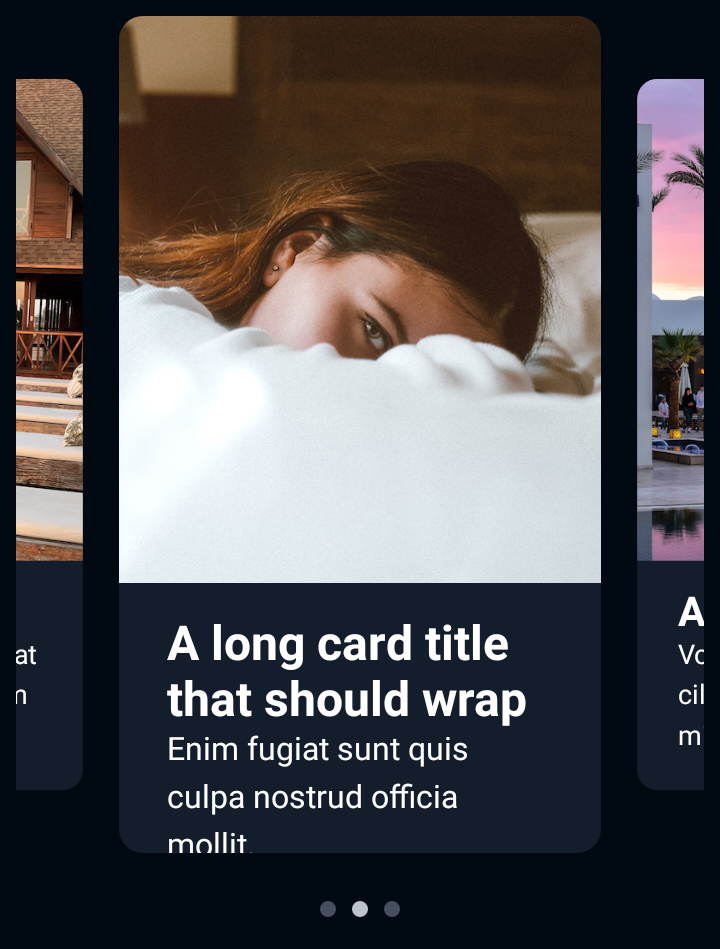 at
m
A long card title
that should wrap
Enim fugiat sunt quis
culpa nostrud officia
mollit.
A
Vo
cil
m